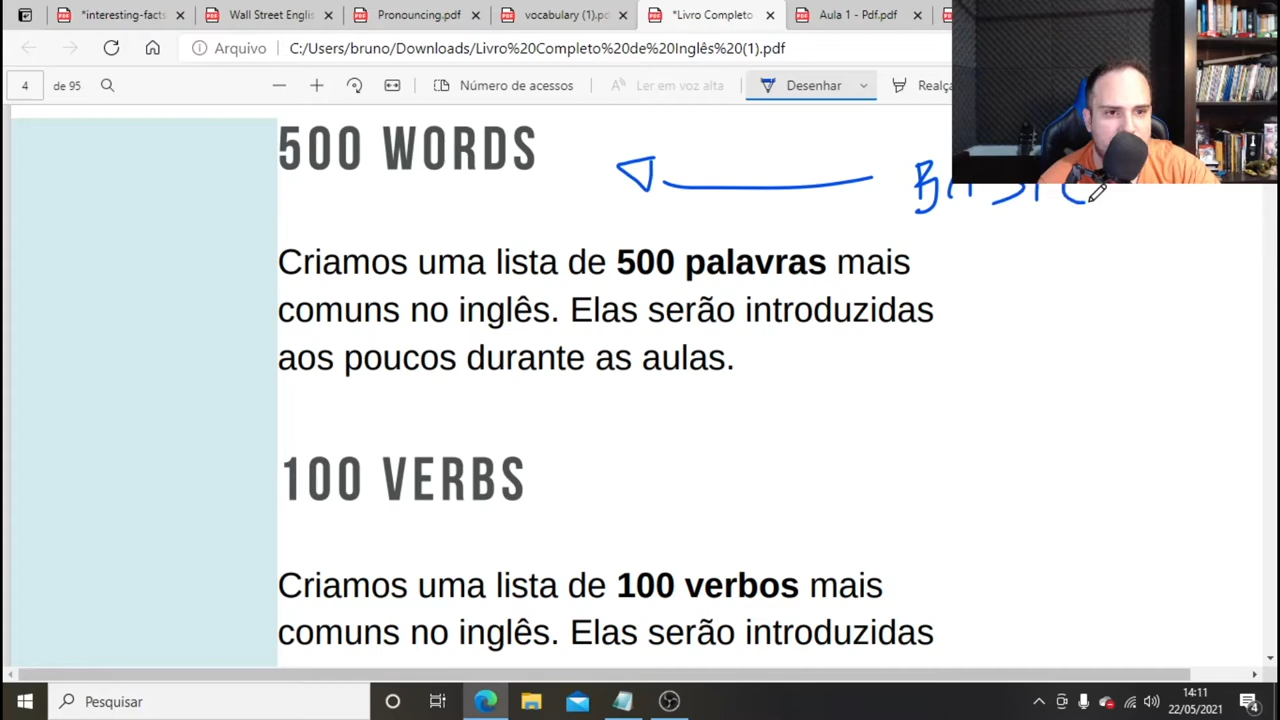 *interesting-facts
Wall Street Englis
Pronouncing.pdf
vocabulary (1).pd
*Livro Completo
Aula 1 - Pdf.pdf
Arquivo
C:/Users/bruno/Downloads/Livro%20Completo%20de%20Inglês%20(1).pdf
4 de 95
Número de acessos
Ler em voz alta
Desenhar
Realça
500 WORDS
Criamos uma lista de 500 palavras mais
comuns no inglês. Elas serão introduzidas
aos poucos durante as aulas.
100 VERBS
Criamos uma lista de 100 verbos mais
comuns no inglês. Elas serão introduzidas
Pesquisar
14:11
22/05/2021
4